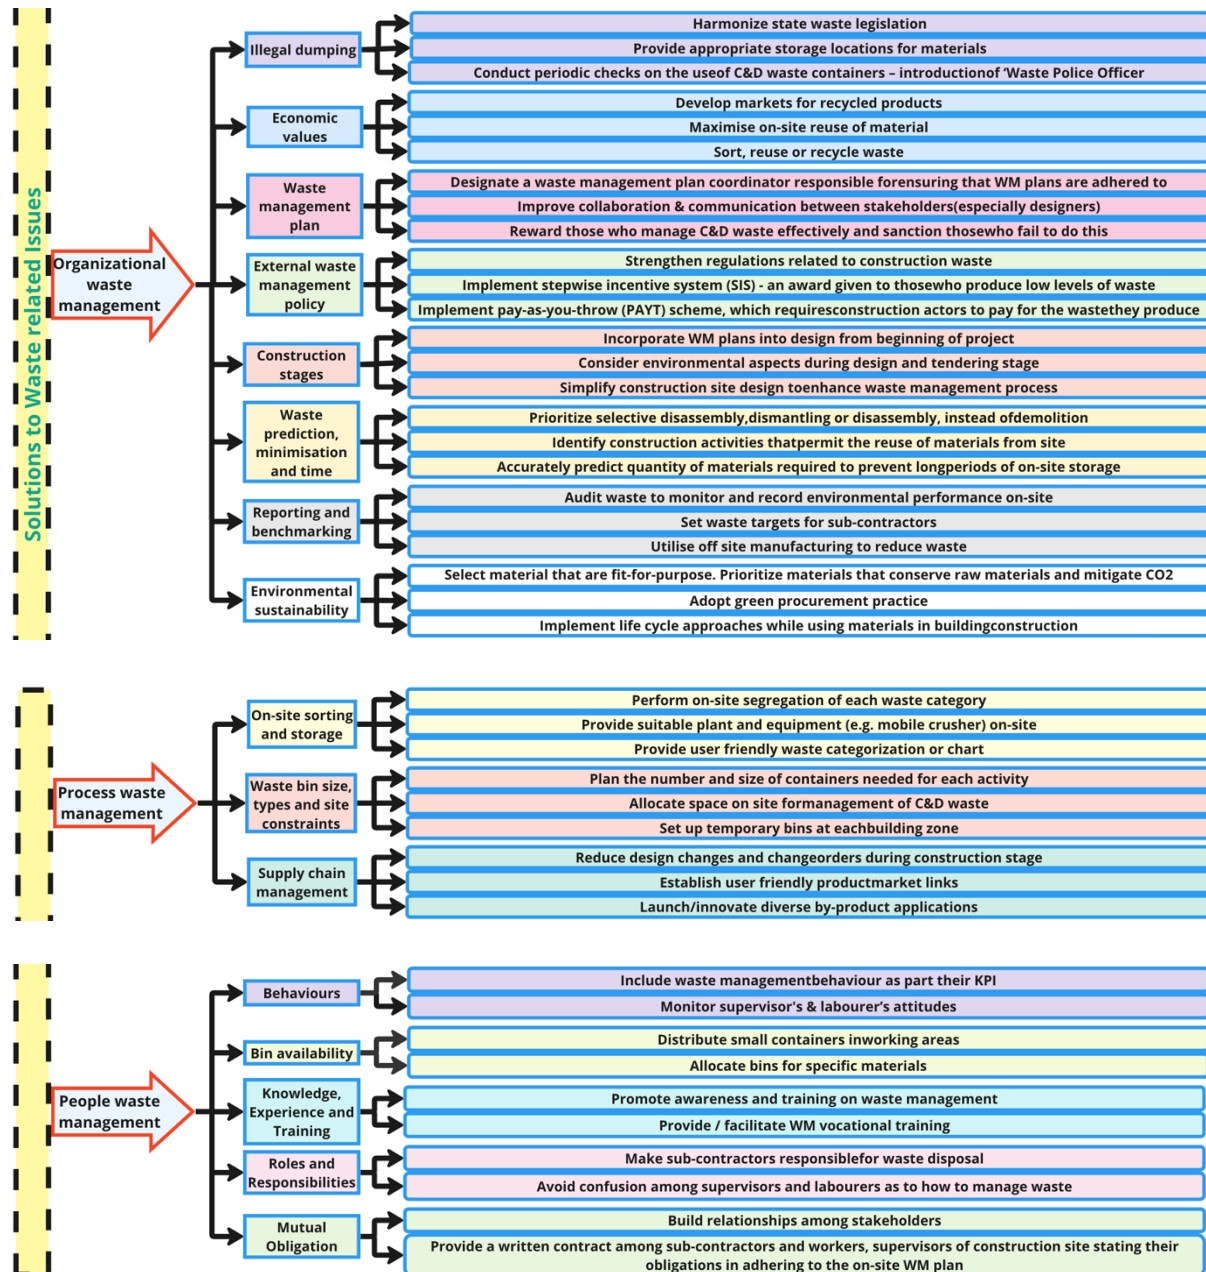 Solutions to Waste related Issues
Organizational
waste
management
Illegal dumping
Harmonize state waste legislation
Provide appropriate storage locations for materials
Conduct periodic checks on the useof C&D waste containers – introductionof ‘Waste Police Officer
Economic
values
Develop markets for recycled products
Maximise on-site reuse of material
Sort, reuse or recycle waste
Waste
management
plan
Designate a waste management plan coordinator responsible forensuring that WM plans are adhered to
Improve collaboration & communication between stakeholders(especially designers)
Reward those who manage C&D waste effectively and sanction thosewho fail to do this
External waste
management
policy
Strengthen regulations related to construction waste
Implement stepwise incentive system (SIS) - an award given to thosewho produce low levels of waste
Implement pay-as-you-throw (PAYT) scheme, which requiresconstruction actors to pay for the wastethey produce
Construction
stages
Incorporate WM plans into design from beginning of project
Consider environmental aspects during design and tendering stage
Simplify construction site design toenhance waste management process
Waste
prediction,
minimisation
and time
Prioritize selective disassembly,dismantling or disassembly, instead ofdemolition
Identify construction activities thatpermit the reuse of materials from site
Accurately predict quantity of materials required to prevent longperiods of on-site storage
Reporting and
benchmarking
Audit waste to monitor and record environmental performance on-site
Set waste targets for sub-contractors
Utilise off site manufacturing to reduce waste
Environmental
sustainability
Select material that are fit-for-purpose. Prioritize materials that conserve raw materials and mitigate CO2
Adopt green procurement practice
Implement life cycle approaches while using materials in buildingconstruction
Process waste
management
On-site sorting
and storage
Perform on-site segregation of each waste category
Provide suitable plant and equipment (e.g. mobile crusher) on-site
Provide user friendly waste categorization or chart
Waste bin size,
types and site
constraints
Plan the number and size of containers needed for each activity
Allocate space on site formanagement of C&D waste
Set up temporary bins at eachbuilding zone
Supply chain
management
Reduce design changes and changeorders during construction stage
Establish user friendly productmarket links
Launch/innovate diverse by-product applications
People waste
management
Behaviours
Include waste managementbehaviour as part their KPI
Monitor supervisor's & labourer’s attitudes
Bin availability
Distribute small containers inworking areas
Allocate bins for specific materials
Knowledge,
Experience and
Training
Promote awareness and training on waste management
Provide / facilitate WM vocational training
Roles and
Responsibilities
Make sub-contractors responsiblefor waste disposal
Avoid confusion among supervisors and labourers as to how to manage waste
Mutual
Obligation
Build relationships among stakeholders
Provide a written contract among sub-contractors and workers, supervisors of construction site stating their
obligations in adhering to the on-site WM plan